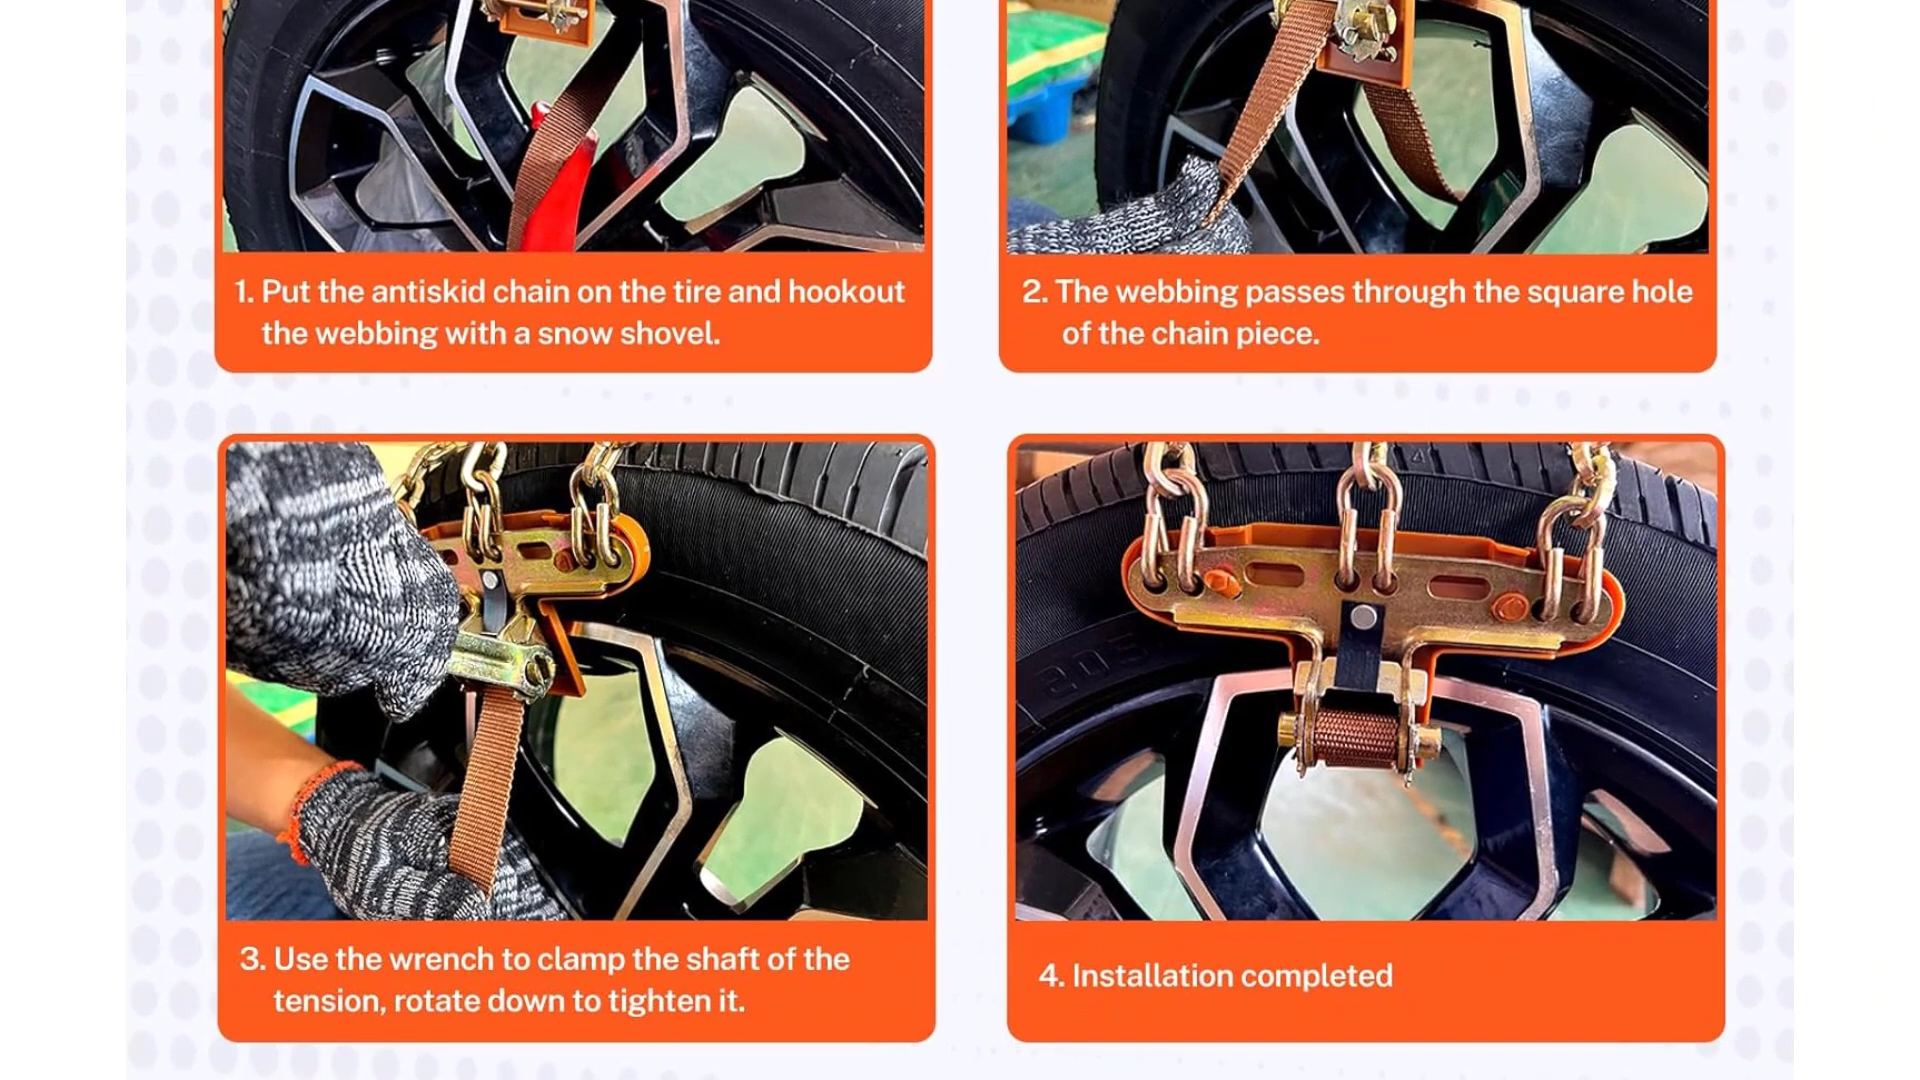 1. Put the antiskid chain on the tire and hookout
the webbing with a snow shovel.
2. The webbing passes through the square hole
of the chain piece.
205
3. Use the wrench to clamp the shaft of the
tension, rotate down to tighten it.
4. Installation completed